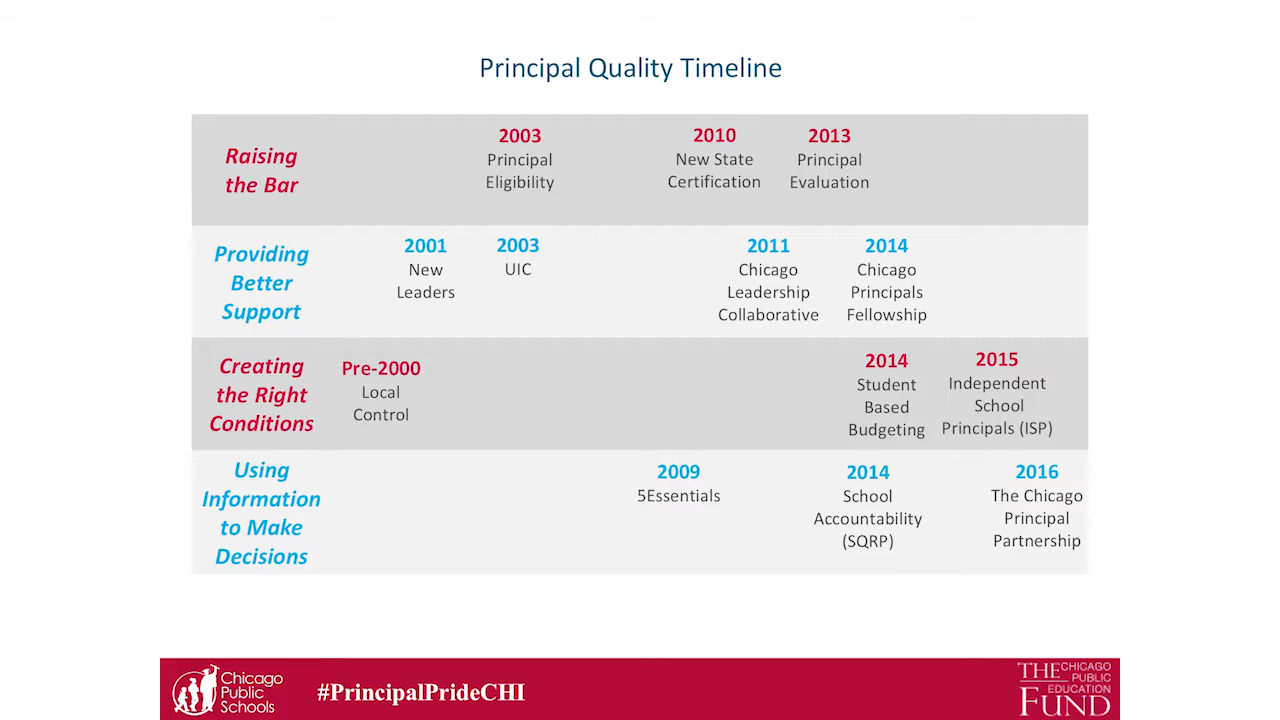 Principal Quality Timeline
Raising
the Bar
2003
Principal
Eligibility
2010
New State
Certification
2013
Principal
Evaluation
Providing
Better
Support
2001
New
Leaders
2003
UIC
2011
Chicago
Leadership
Collaborative
2014
Chicago
Principals
Fellowship
Creating
the Right
Conditions
Pre-2000
Local
Control
2014
Student
Based
Budgeting
2015
Independent
School
Principals (ISP)
Using
Information
to Make
Decisions
2009
5Essentials
2014
School
Accountability
(SQRP)
2016
The Chicago
Principal
Partnership
Chicago
Public
Schools
#PrincipalPrideCHI
THE CHICAGO
PUBLIC
EDUCATION
FUND